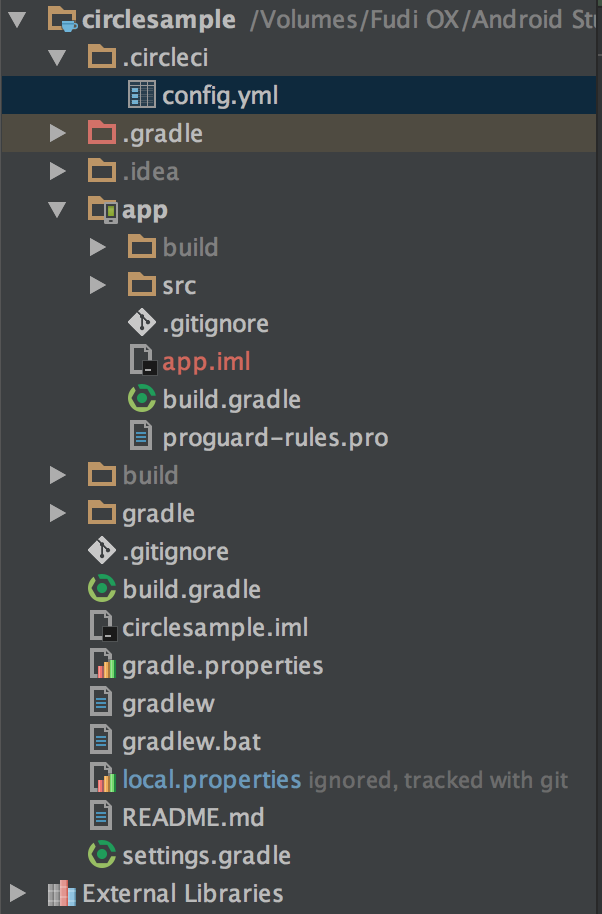 circlesample /Volumes/Fudi OX/Android Stu
.circleci
config.yml
.gradle
.idea
app
build
src
.gitignore
app.iml
build.gradle
proguard-rules.pro
build
gradle
.gitignore
build.gradle
circlesample.iml
gradle.properties
gradlew
gradlew.bat
local.properties ignored, tracked with git
README.md
settings.gradle
External Libraries